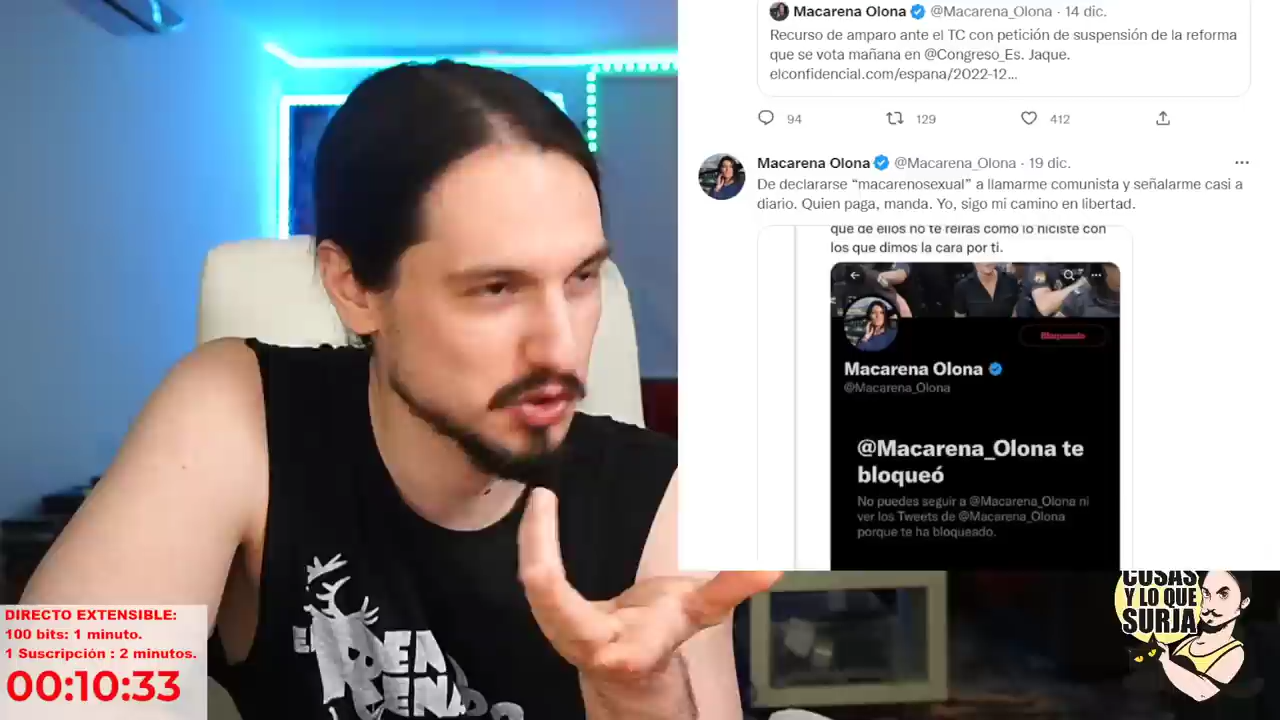 Macarena Olona @Macarena_Olona · 14 dic.
Recurso de amparo ante el TC con petición de suspensión de la reforma
que se vota mañana en @Congreso_Es. Jaque.
elconfidencial.com/espana/2022-12...
94 129 412
Macarena Olona @Macarena_Olona · 19 dic.
De declararse “macarenosexual” a llamarme comunista y señalarme casi a
diario. Quien paga, manda. Yo, sigo mi camino en libertad.
que de ellos no te reirás como lo hiciste con
los que dimos la cara por ti.
Bloqueado
Macarena Olona
@Macarena_Olona
@Macarena_Olona te
bloqueó
No puedes seguir a @Macarena_Olona ni
ver los Tweets de @Macarena_Olona
porque te ha bloqueado.
COSAS
Y LO QUE
SURJA
DIRECTO EXTENSIBLE:
100 bits: 1 minuto.
1 Suscripción : 2 minutos.
00:10:33